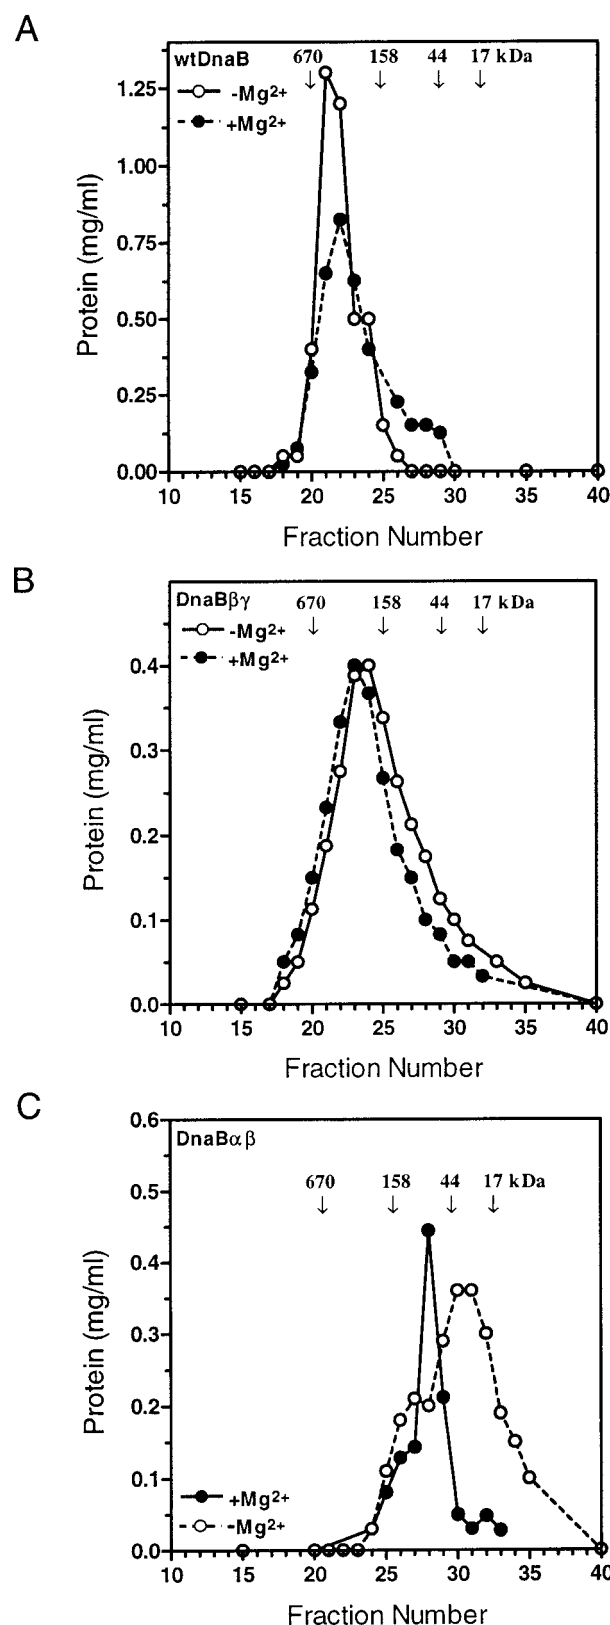 A
wtDnaB
670 158 44 17 kDa
-Mg2+
+Mg2+
Protein (mg/ml)
1.25
1.00
0.75
0.50
0.25
0.00
10 15 20 25 30 35 40
Fraction Number
B
DnaBβγ
670 158 44 17 kDa
-Mg2+
+Mg2+
Protein (mg/ml)
0.4
0.3
0.2
0.1
0.0
10 15 20 25 30 35 40
Fraction Number
C
DnaBαβ
670 158 44 17 kDa
Protein (mg/ml)
0.6
0.5
0.4
0.3
0.2
0.1
0.0
+Mg2+
-Mg2+
10 15 20 25 30 35 40
Fraction Number